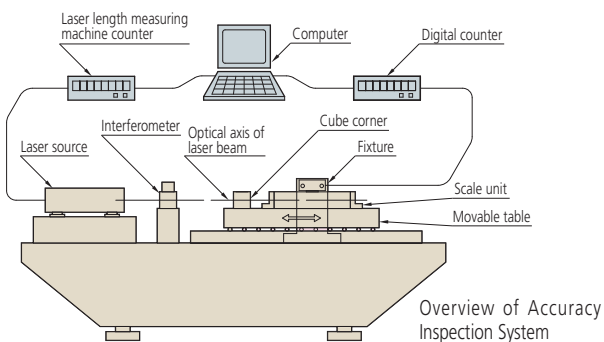 Laser length measuring
machine counter
Computer
Digital counter
Laser source
Interferometer
Optical axis of
laser beam
Cube corner
Fixture
Scale unit
Movable table
Overview of Accuracy
Inspection System